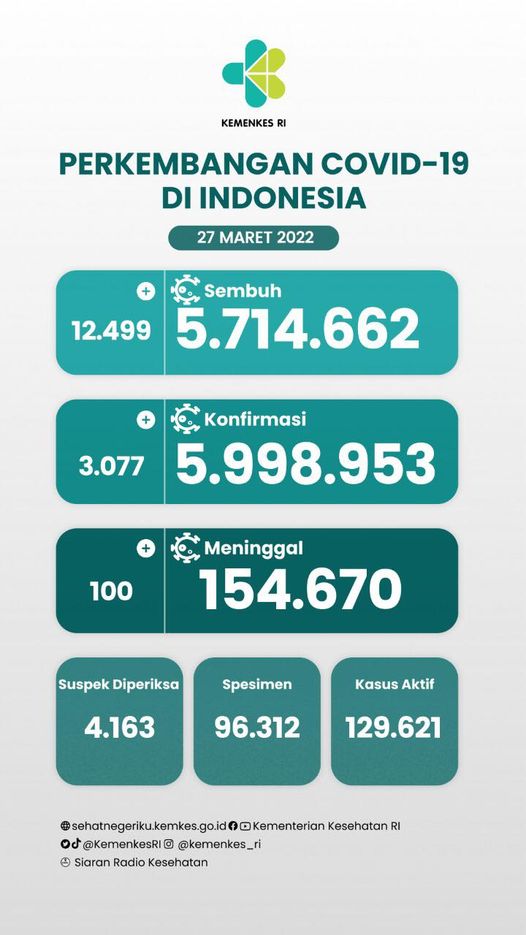 KEMENKES RI
PERKEMBANGAN COVID-19
DI INDONESIA
27 MARET 2022
+
Sembuh
12.499
5.714.662
+
Konfirmasi
3.077
5.998.953
+
Meninggal
100
154.670
Suspek Diperiksa
4.163
Spesimen
96.312
Kasus Aktif
129.621
sehatnegeriku.kemkes.go.id Kementerian Kesehatan RI
@KemenkesRI @kemenkes_ri
Siaran Radio Kesehatan